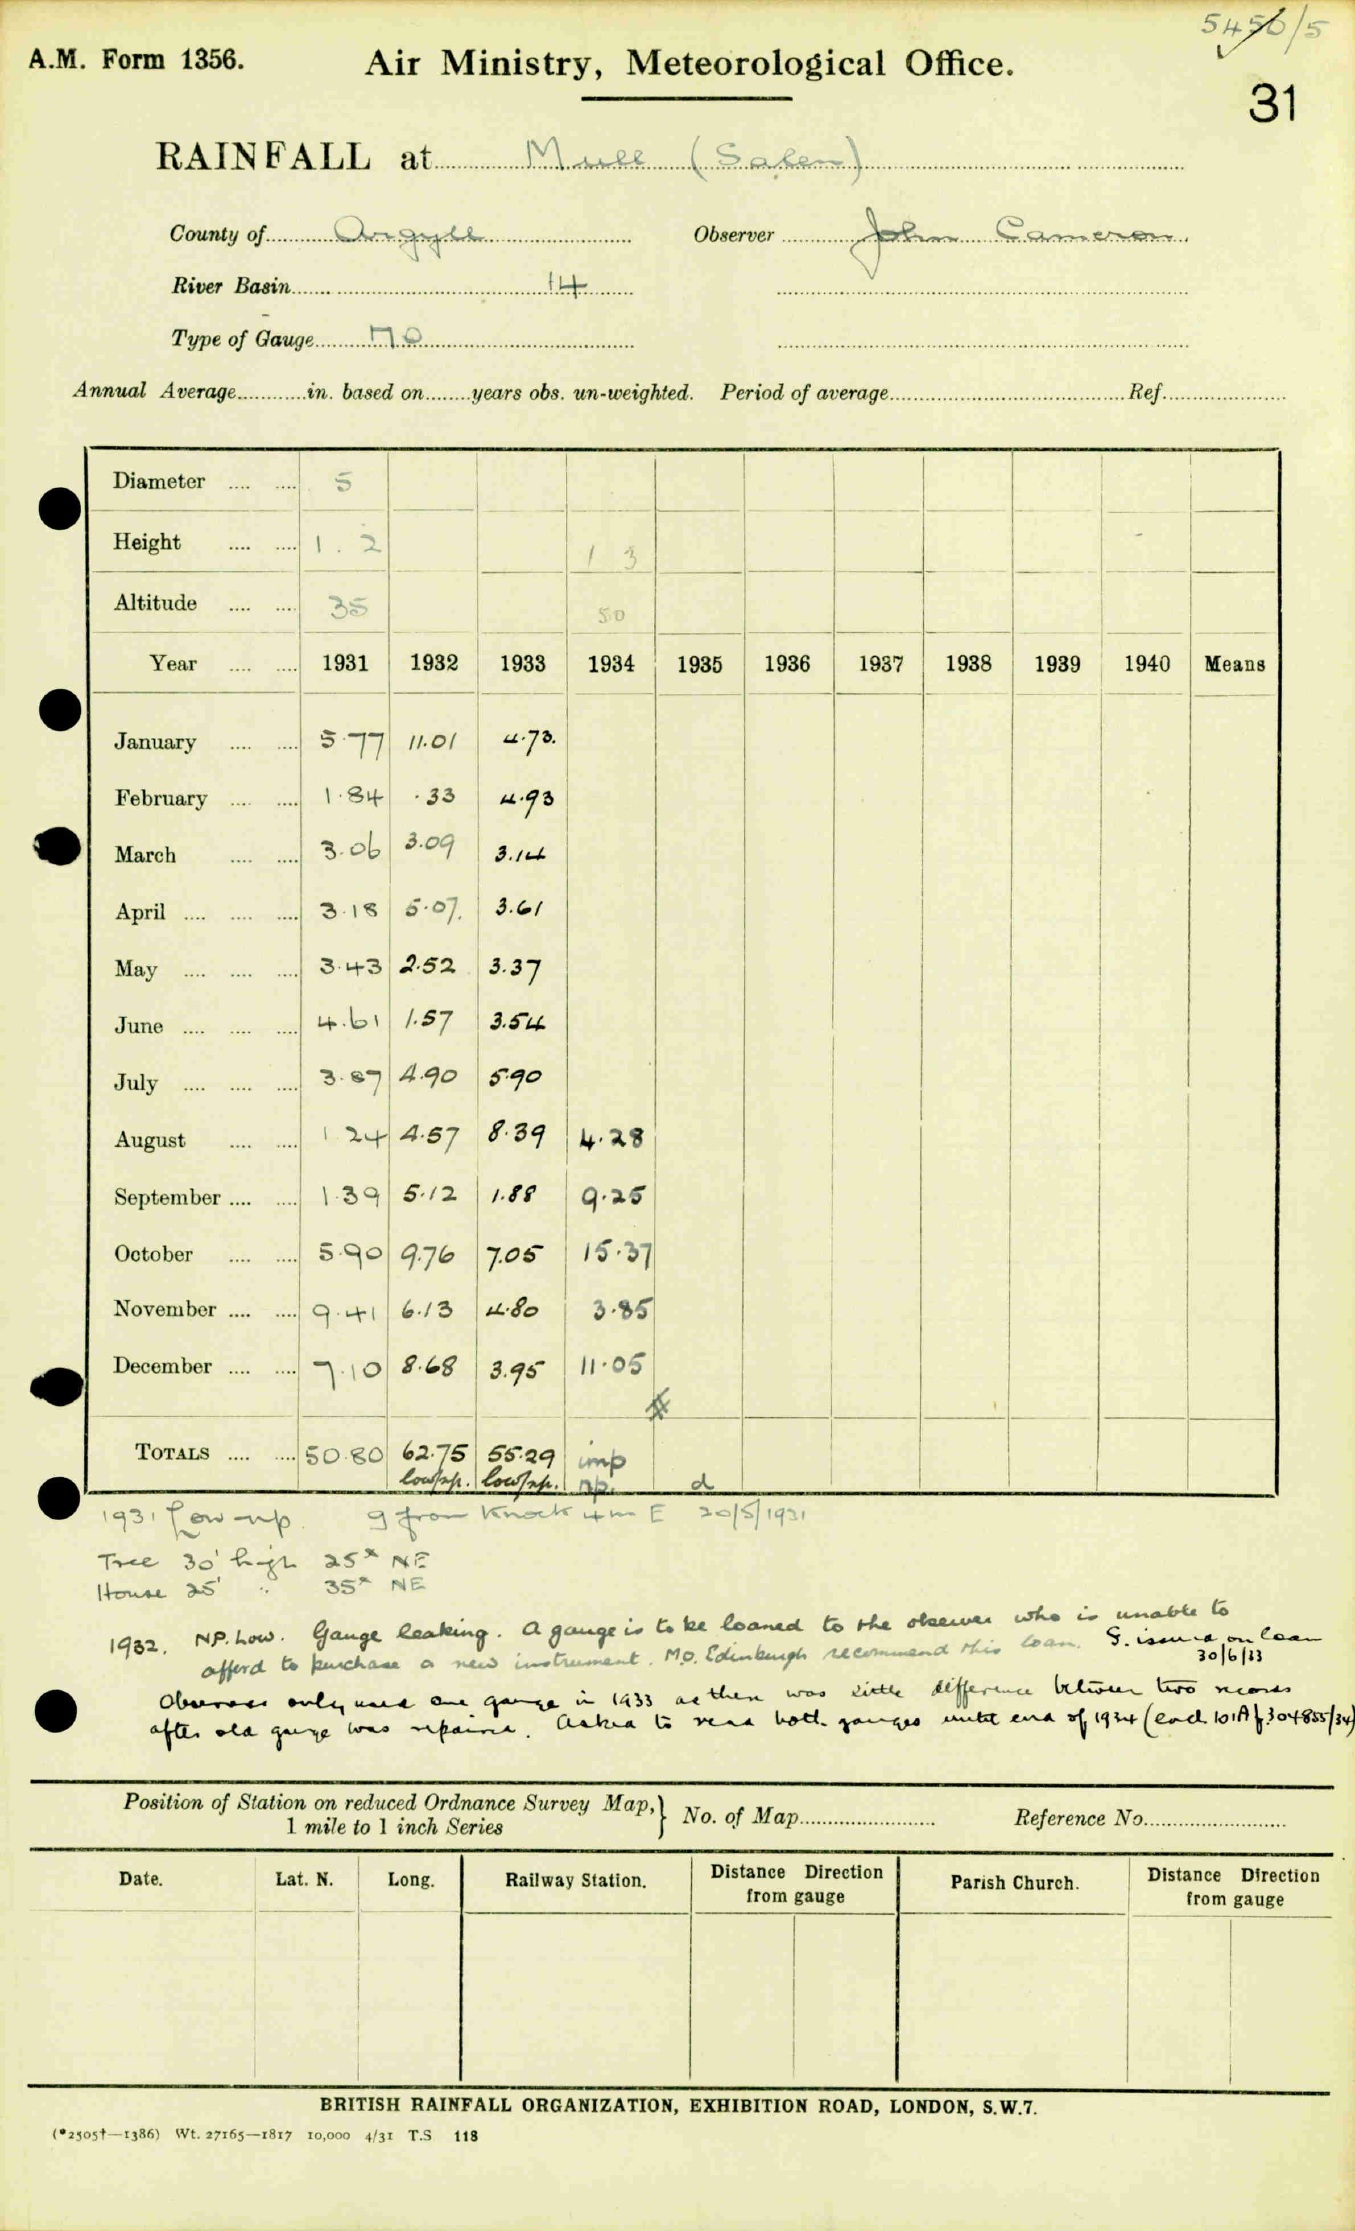 5456/5
A.M. Form 1356. Air Ministry, Meteorological Office.
31
RAINFALL at Mull (Salen)
County of Argyll Observer John Cameron
River Basin 14
Type of Gauge MO
Annual Average............in. based on........years obs. un-weighted. Period of average.......... Ref..........
Diameter .... .... 5
Height .... .... 1. 2 1 3
Altitude .... .... 35 50
Year .... .... 1931 1932 1933 1934 1935 1936 1937 1938 1939 1940 Means
January .... .... 5.77 11.01 4.73.
February .... .... 1.84 .33 4.93
March .... .... 3.06 3.09 3.14
April .... .... .... 3.18 5.07. 3.61
May .... .... .... 3.43 2.52 3.37
June .... .... .... 4.61 1.57 3.54
July .... .... .... 3.87 4.90 5.90
August .... .... 1 24 4.57 8.39 4.28
September .... .... 1.39 5.12 1.88 9.25
October .... .... 5.90 9.76 7.05 15.37
November .... .... 9.41 6.13 4.80 3.85
December .... .... 7.10 8.68 3.95 11.05
#
TOTALS .... .... 50.80 62.75 55.29 imp
low/np. low/np. np. d
1931 Low np. g from Knock 4m E 20/5/1931
Tree 30' high 25x NE
House 25' " 35x NE
1932. NP. Low. Gauge leaking. A gauge is to be loaned to the observer who is unable to
afford to purchase a new instrument. M.O. Edinburgh recommend this loan. G. issued on loan
30/6/33
Observer only used one gauge in 1933 as there was little difference between two records
after old gauge was repaired. Asked to read both gauges until end of 1934 (end 101A f.304855/34)
Position of Station on reduced Ordnance Survey Map,} No. of Map.......... Reference No..........
1 mile to 1 inch Series
Date. Lat. N. Long. Railway Station. Distance Direction Parish Church. Distance Direction
from gauge from gauge
BRITISH RAINFALL ORGANIZATION, EXHIBITION ROAD, LONDON, S.W.7.
(*2505†—1386) Wt. 27165—1817 10,000 4/31 T.S 118